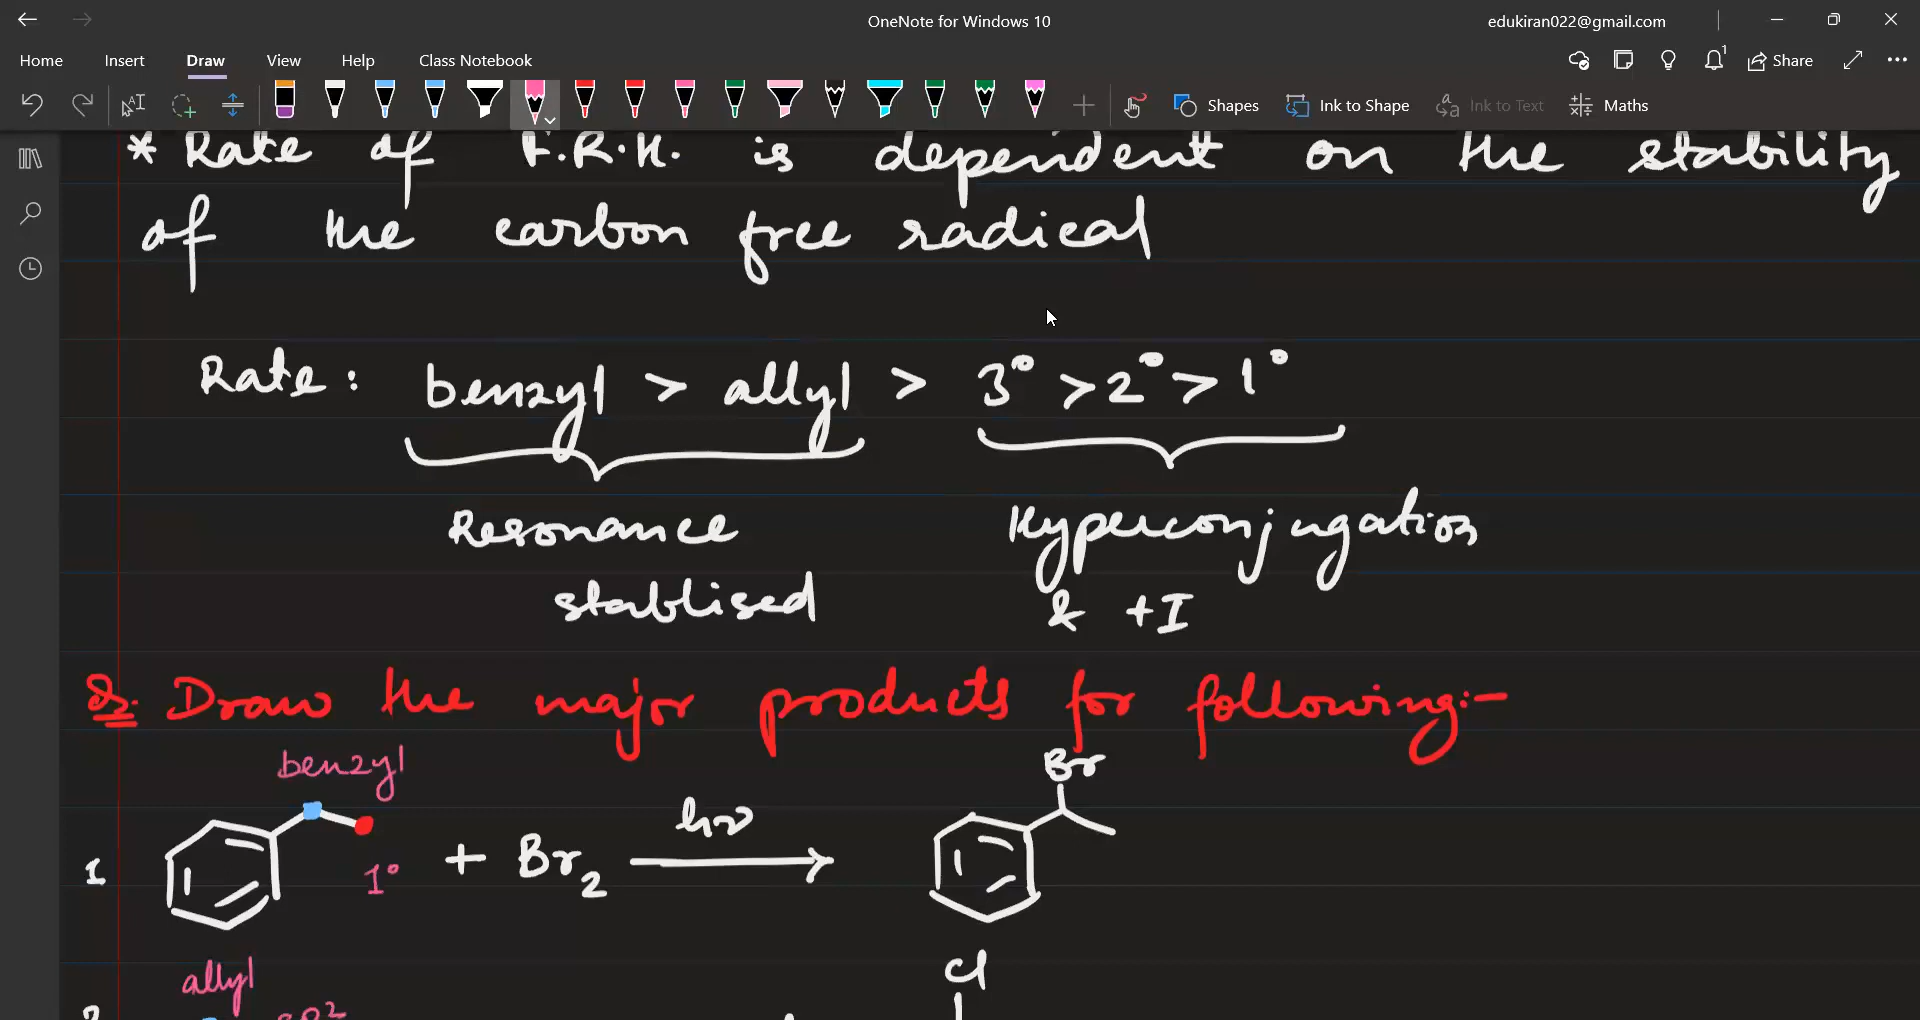 OneNote for Windows 10
edukiran022@gmail.com
Home Insert Draw View Help Class Notebook
1 Share
Shapes Ink to Shape Ink to Text Maths
* Rate of F.R.H. is dependent on the stability
of the carbon free radical
Rate: benzyl > allyl > 3° > 2° > 1°
Resonance Hyperconjugation
stablised & +I
Q. Draw the major products for following:-
benzyl Br
1 1° + Br2 hν
allyl Cl
2 SP2